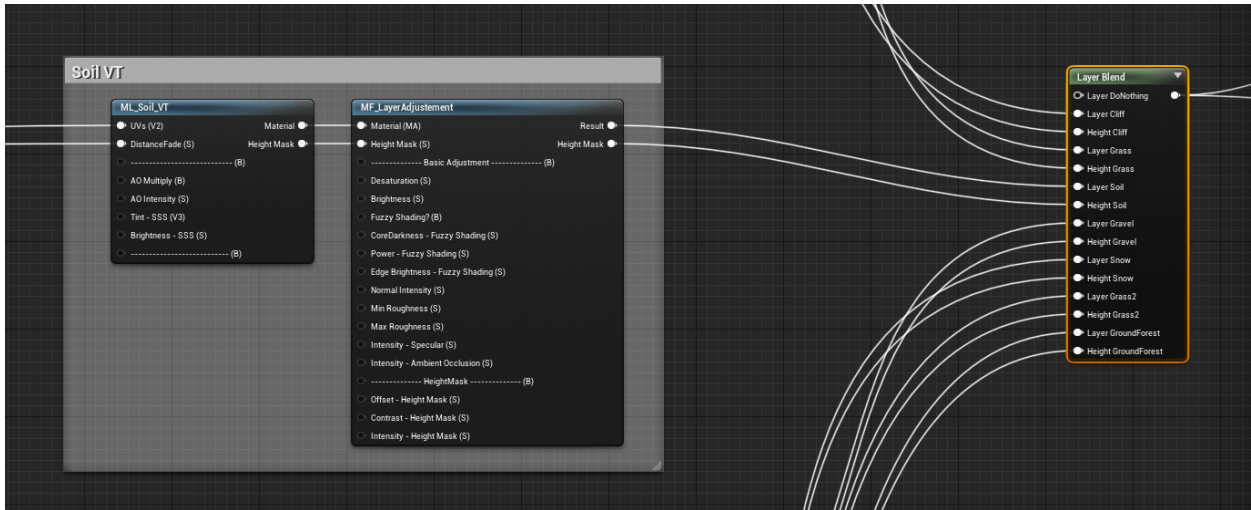 Soil VT
ML_Soil_VT
UVs (V2) Material
DistanceFade (S) Height Mask
---------------------------- (B)
AO Multiply (B)
AO Intensity (S)
Tint - SSS (V3)
Brightness - SSS (S)
--------------------------- (B)
MF_LayerAdjustement
Material (MA) Result
Height Mask (S) Height Mask
-------------- Basic Adjustment -------------- (B)
Desaturation (S)
Brightness (S)
Fuzzy Shading? (B)
CoreDarkness - Fuzzy Shading (S)
Power - Fuzzy Shading (S)
Edge Brightness - Fuzzy Shading (S)
Normal Intensity (S)
Min Roughness (S)
Max Roughness (S)
Intensity - Specular (S)
Intensity - Ambient Occlusion (S)
-------------- HeightMask -------------- (B)
Offset - Height Mask (S)
Contrast - Height Mask (S)
Intensity - Height Mask (S)
Layer Blend
Layer DoNothing
Layer Cliff
Height Cliff
Layer Grass
Height Grass
Layer Soil
Height Soil
Layer Gravel
Height Gravel
Layer Snow
Height Snow
Layer Grass2
Height Grass2
Layer GroundForest
Height GroundForest